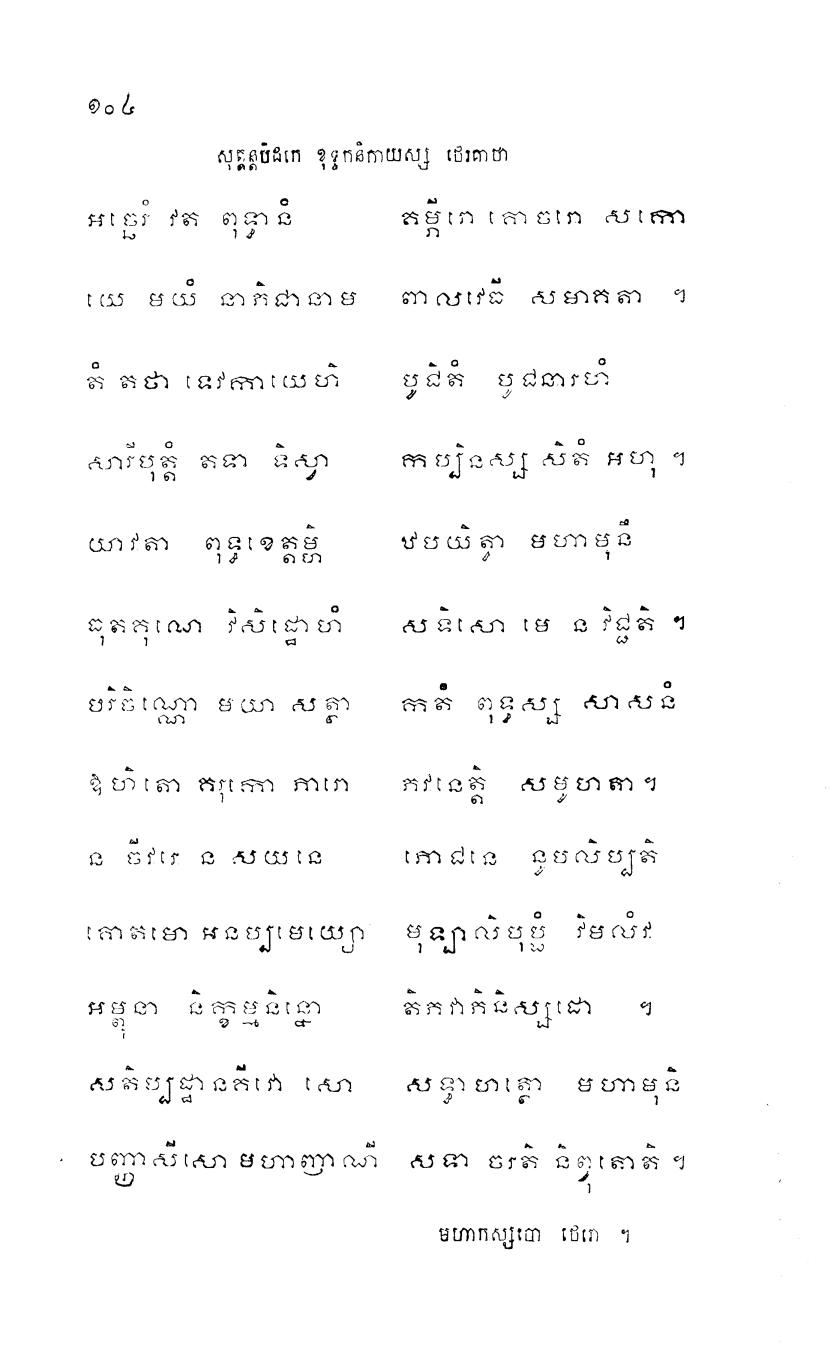 ១០៤
សុត្តន្តបិដកេ ខុទ្ទកនិកាយស្ស ថេរគាថា
អច្ឆេរំ វត ពុទ្ធានំ គម្ភីរោ គោចរោ សកោ
យេ មយំ នាភិជានាម ពាលវេធី សមាគតា ។
តំ តថា ទេវកាយេហិ បូជិតំ បូជនារហំ
សារីបុត្តំ តទា ទិស្វា កប្បិនស្ស សិតំ អហុ ។
យាវតា ពុទ្ធខេត្តម្ហិ ឋបយិត្វា មហាមុនឹ
ធុតគុណេ វិសិដ្ឋោហំ សទិសោ មេ ន វិជ្ជតិ ។
បរិចិណ្ណោ មយា សត្ថា កតំ ពុទ្ធស្ស សាសនំ
ឱហិតោ គរុកោ ភារោ ភវនេត្តិ សមូហតា ។
ន ចីវរេ ន សយនេ ភោជនេ នូបលិប្បតិ
គោតមោ អនប្បមេយ្យោ មុឡាលិបុប្ផំ វិមលំវ
អម្ពុនា និក្ខម្មនិន្នោ តិភវាភិនិស្សដោ ។
សតិប្បដ្ឋានគីវោ សោ សទ្ធាហត្ថោ មហាមុនិ
បញ្ញាសីសោ មហាញាណី សទា ចរតិ និព្វុតោតិ ។
មហាកស្សបោ ថេរោ ។